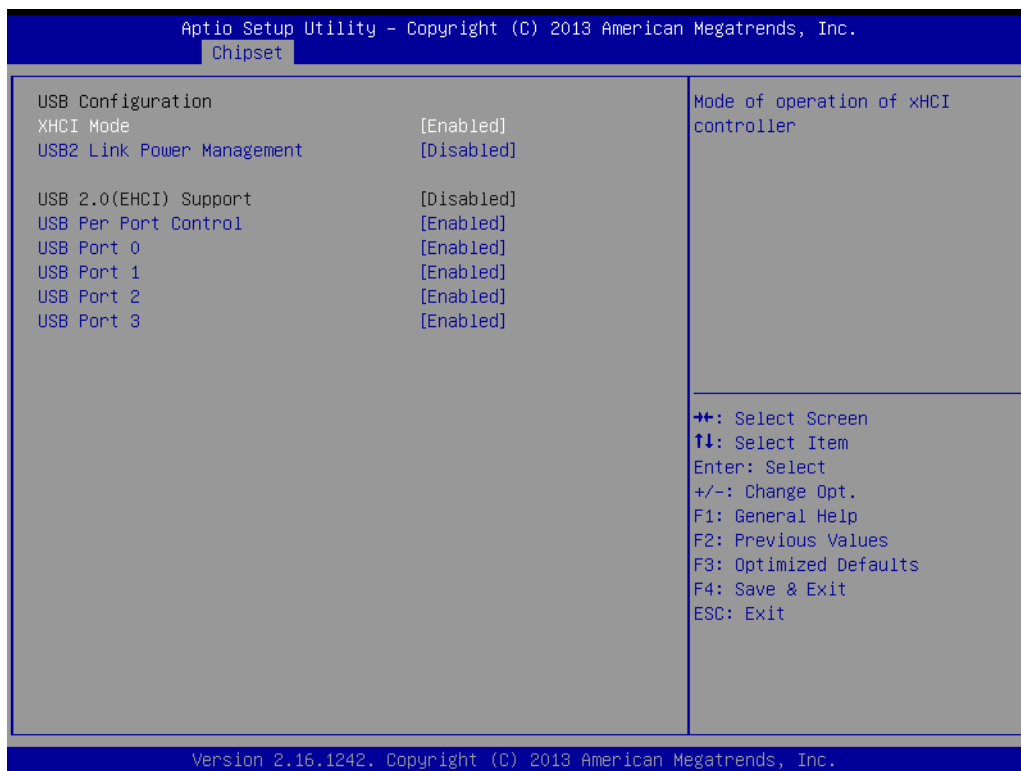 Aptio Setup Utility – Copyright (C) 2013 American Megatrends, Inc.
Chipset
USB Configuration
XHCI Mode [Enabled]
USB2 Link Power Management [Disabled]
USB 2.0(EHCI) Support [Disabled]
USB Per Port Control [Enabled]
USB Port 0 [Enabled]
USB Port 1 [Enabled]
USB Port 2 [Enabled]
USB Port 3 [Enabled]
Mode of operation of xHCI
controller
→←: Select Screen
↑↓: Select Item
Enter: Select
+/-: Change Opt.
F1: General Help
F2: Previous Values
F3: Optimized Defaults
F4: Save & Exit
ESC: Exit
Version 2.16.1242. Copyright (C) 2013 American Megatrends, Inc.